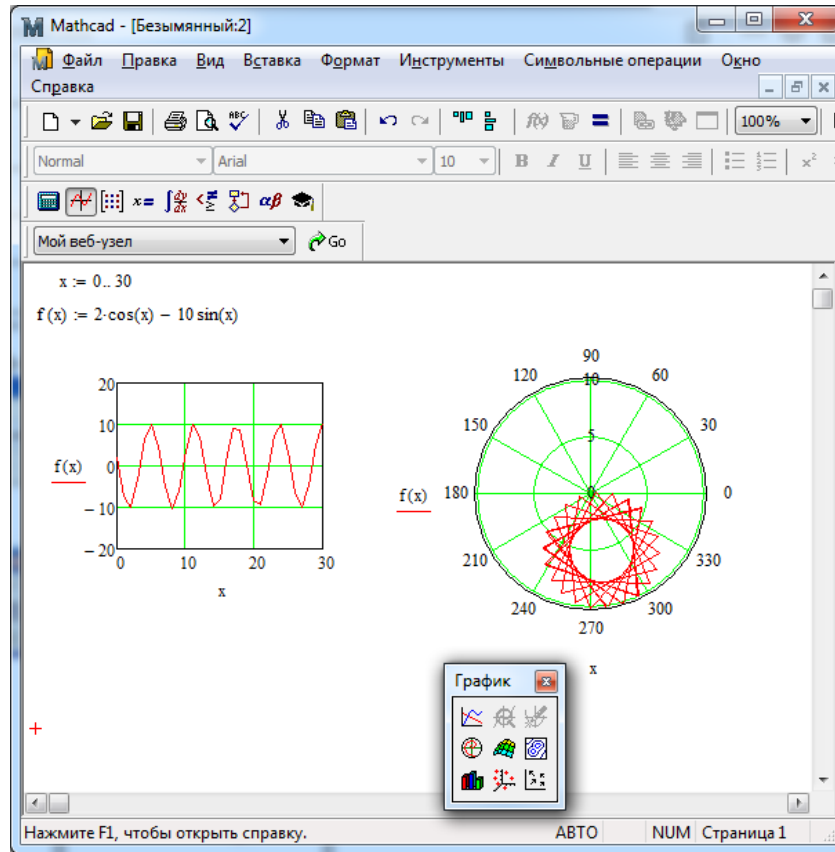 Mathcad - [Безымянный:2]
Файл Правка Вид Вставка Формат Инструменты Символьные операции Окно
Справка
100%
Normal Arial 10 B I U x²
x= αβ
Мой веб-узел Go
x := 0.. 30
f(x) := 2·cos(x) − 10 sin(x)
20
10
0
− 10
− 20
f(x)
0 10 20 30
x
90
120 60
150 30
180 0
210 330
240 300
270
10
5
0
f(x)
x
График
Нажмите F1, чтобы открыть справку. АВТО NUM Страница 1